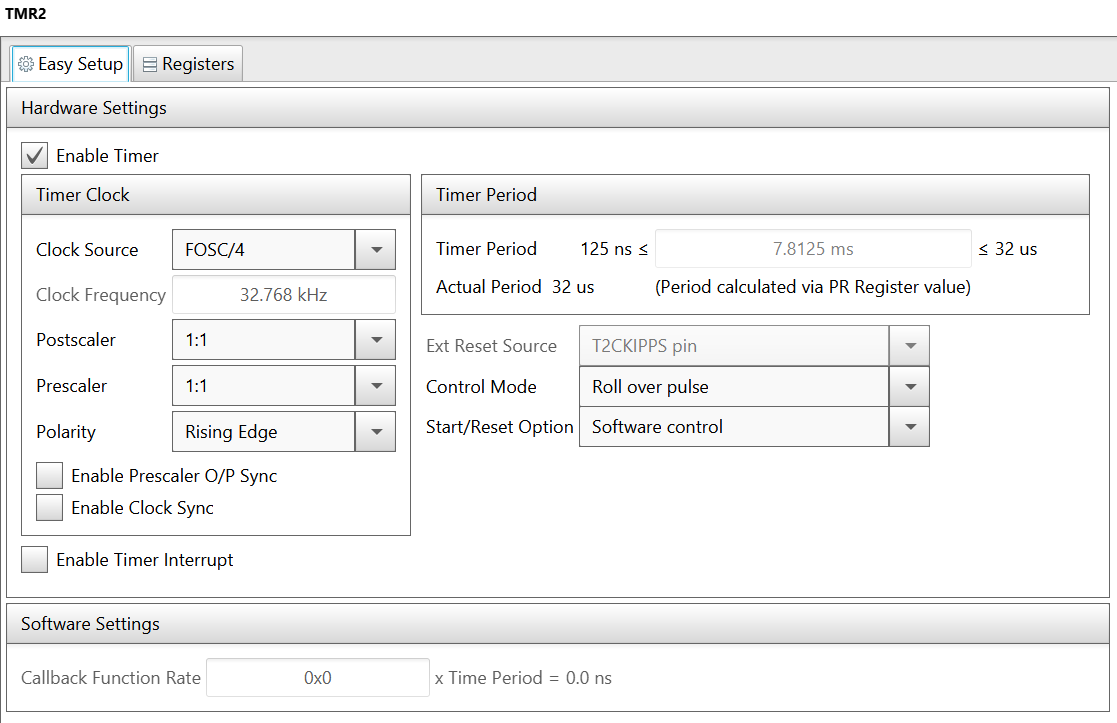 TMR2
Easy Setup
Registers
Hardware Settings
Enable Timer
Timer Clock
Clock Source FOSC/4
Clock Frequency 32.768 kHz
Postscaler 1:1
Prescaler 1:1
Polarity Rising Edge
Enable Prescaler O/P Sync
Enable Clock Sync
Timer Period
Timer Period 125 ns ≤ 7.8125 ms ≤ 32 us
Actual Period 32 us (Period calculated via PR Register value)
Ext Reset Source T2CKIPPS pin
Control Mode Roll over pulse
Start/Reset Option Software control
Enable Timer Interrupt
Software Settings
Callback Function Rate 0x0 x Time Period = 0.0 ns